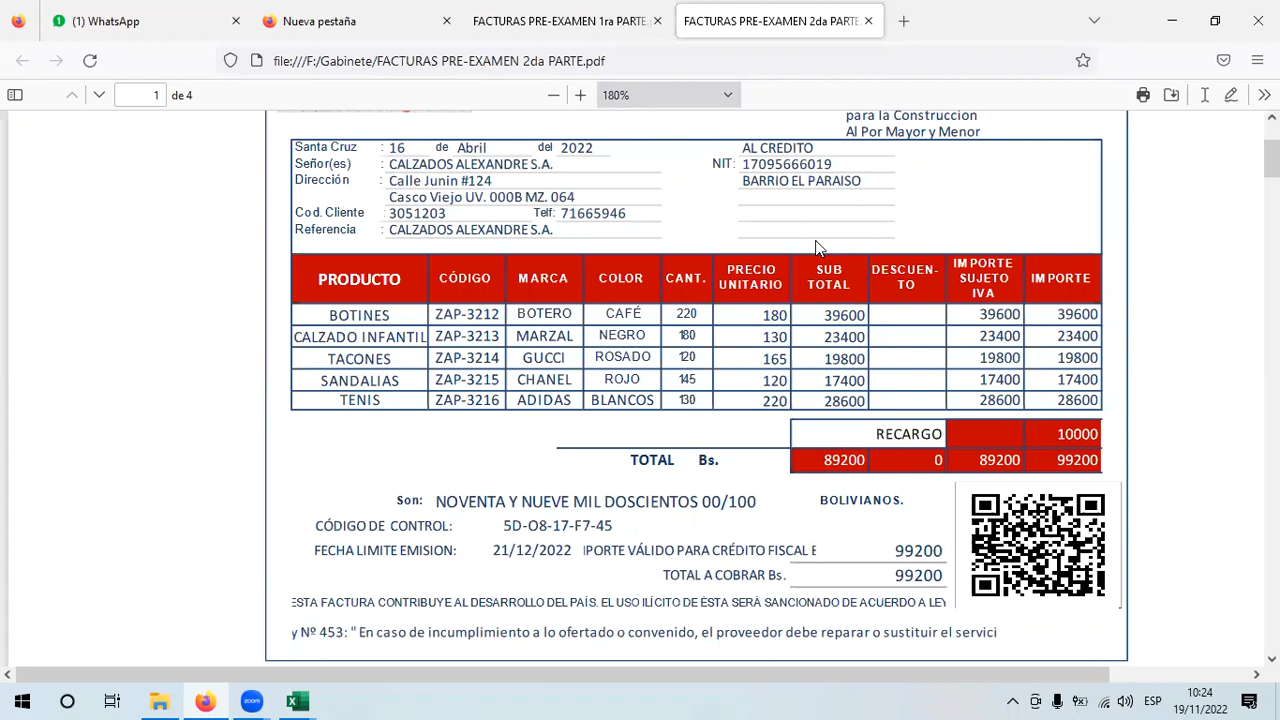 (1) WhatsApp
Nueva pestaña
FACTURAS PRE-EXAMEN 1ra PARTE.
FACTURAS PRE-EXAMEN 2da PARTE.
file:///F:/Gabinete/FACTURAS PRE-EXAMEN 2da PARTE.pdf
1 de 4
180%
para la Construccion
Al Por Mayor y Menor
Santa Cruz : 16 de Abril del 2022 AL CREDITO
Señor(es) : CALZADOS ALEXANDRE S.A. NIT: 17095666019
Dirección : Calle Junin #124 BARRIO EL PARAISO
Casco Viejo UV. 000B MZ. 064
Cod. Cliente : 3051203 Telf: 71665946
Referencia : CALZADOS ALEXANDRE S.A.
PRODUCTO CÓDIGO MARCA COLOR CANT. PRECIO UNITARIO SUB TOTAL DESCUEN-TO IMPORTE SUJETO IVA IMPORTE
BOTINES ZAP-3212 BOTERO CAFÉ 220 180 39600 39600 39600
CALZADO INFANTIL ZAP-3213 MARZAL NEGRO 180 130 23400 23400 23400
TACONES ZAP-3214 GUCCI ROSADO 120 165 19800 19800 19800
SANDALIAS ZAP-3215 CHANEL ROJO 145 120 17400 17400 17400
TENIS ZAP-3216 ADIDAS BLANCOS 130 220 28600 28600 28600
RECARGO 10000
TOTAL Bs. 89200 0 89200 99200
Son: NOVENTA Y NUEVE MIL DOSCIENTOS 00/100 BOLIVIANOS.
CÓDIGO DE CONTROL: 5D-O8-17-F7-45
FECHA LIMITE EMISION: 21/12/2022 IPORTE VÁLIDO PARA CRÉDITO FISCAL E 99200
TOTAL A COBRAR Bs. 99200
ESTA FACTURA CONTRIBUYE AL DESARROLLO DEL PAÍS. EL USO ILÍCITO DE ÉSTA SERÁ SANCIONADO DE ACUERDO A LEY
y Nº 453: " En caso de incumplimiento a lo ofertado o convenido, el proveedor debe reparar o sustituir el servici
zoom
ESP
10:24
19/11/2022